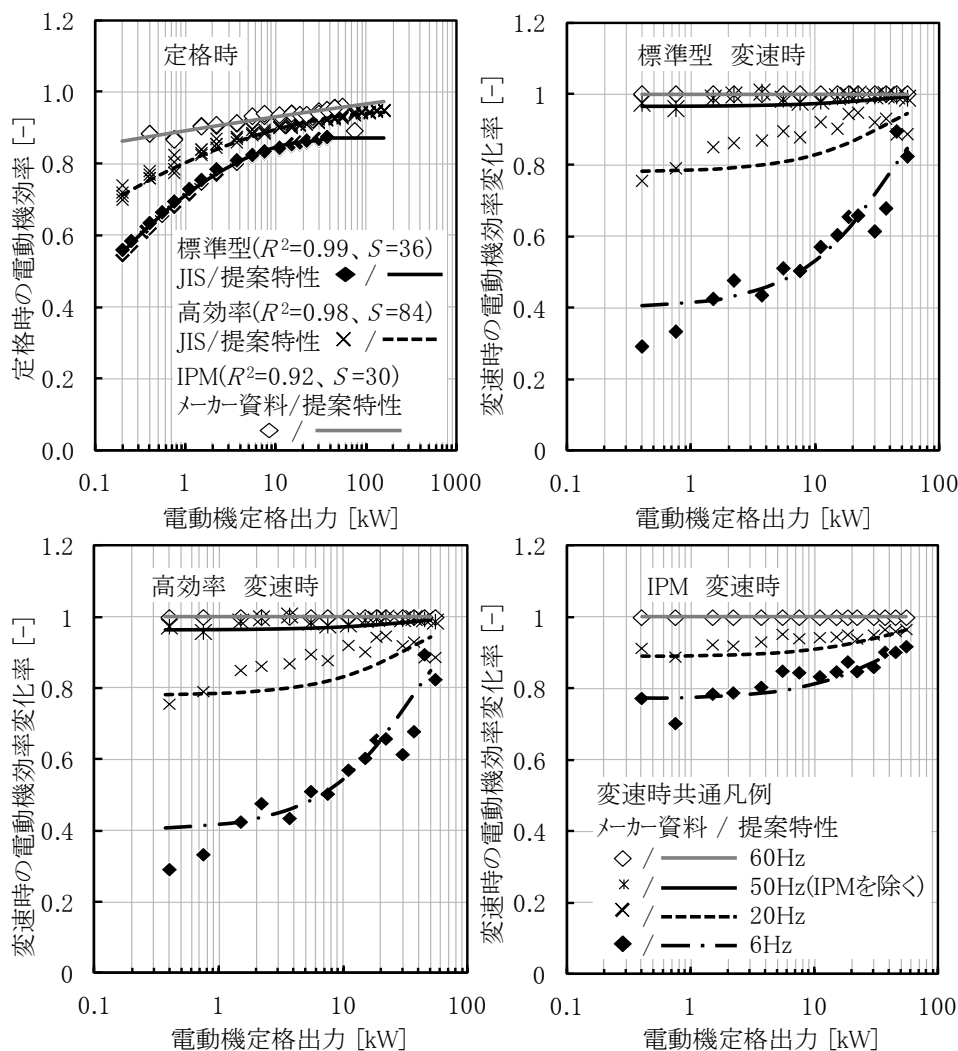 定格時
定格時の電動機効率 [−]
1.2
1.0
0.8
0.6
0.4
0.2
0.0
標準型(R²=0.99、S=36)
JIS/提案特性 ◆ /
高効率(R²=0.98、S=84)
JIS/提案特性 × /
IPM(R²=0.92、S=30)
メーカー資料/提案特性
◇ /
0.1 1 10 100 1000
電動機定格出力 [kW]
標準型 変速時
変速時の電動機効率変化率 [−]
1.2
1
0.8
0.6
0.4
0.2
0
0.1 1 10 100
電動機定格出力 [kW]
高効率 変速時
変速時の電動機効率変化率 [−]
1.2
1
0.8
0.6
0.4
0.2
0
0.1 1 10 100
電動機定格出力 [kW]
IPM 変速時
変速時の電動機効率変化率 [−]
1.2
1
0.8
0.6
0.4
0.2
0
変速時共通凡例
メーカー資料 / 提案特性
◇ / 60Hz
/ 50Hz(IPMを除く)
× / 20Hz
◆ / 6Hz
0.1 1 10 100
電動機定格出力 [kW]